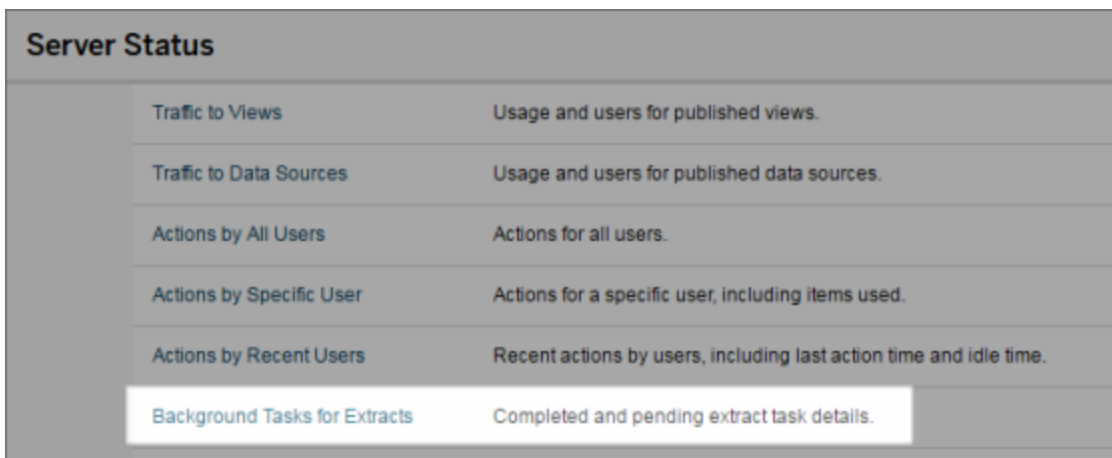 Server Status
Traffic to Views Usage and users for published views.
Traffic to Data Sources Usage and users for published data sources.
Actions by All Users Actions for all users.
Actions by Specific User Actions for a specific user, including items used.
Actions by Recent Users Recent actions by users, including last action time and idle time.
Background Tasks for Extracts Completed and pending extract task details.